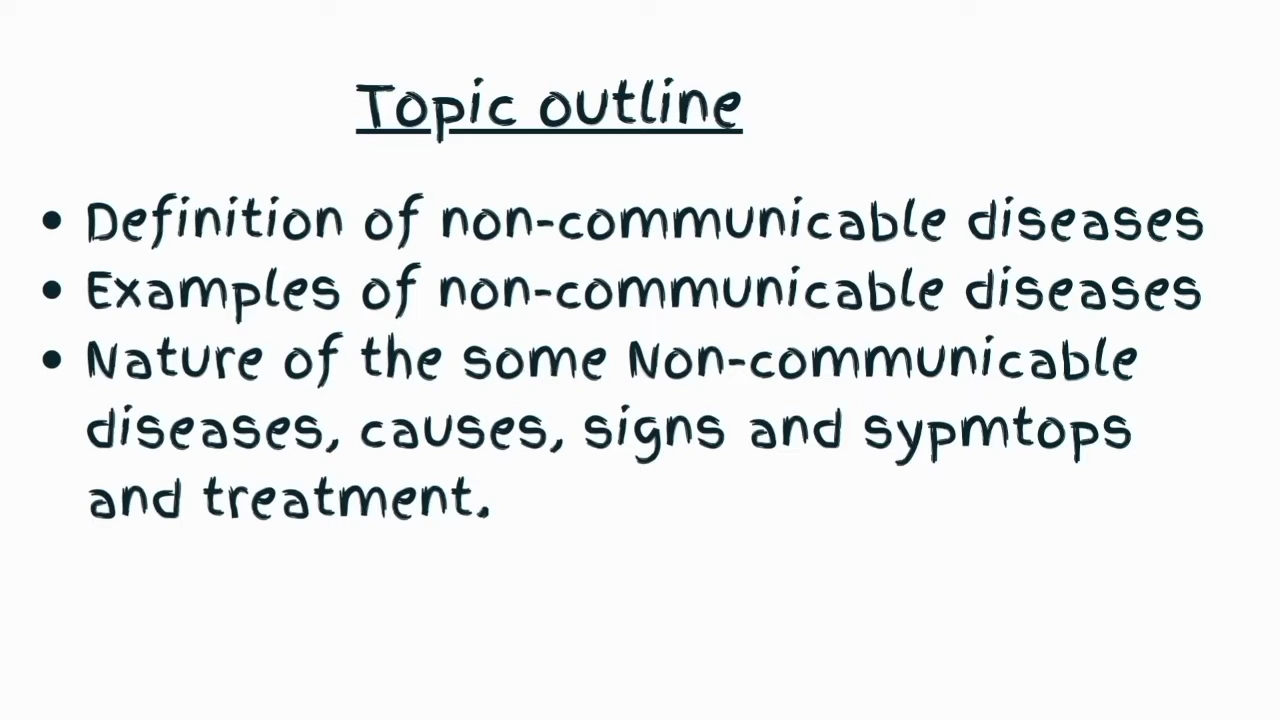 Topic outline
• Definition of non-communicable diseases
• Examples of non-communicable diseases
• Nature of the some Non-communicable
diseases, causes, signs and sypmtops
and treatment.